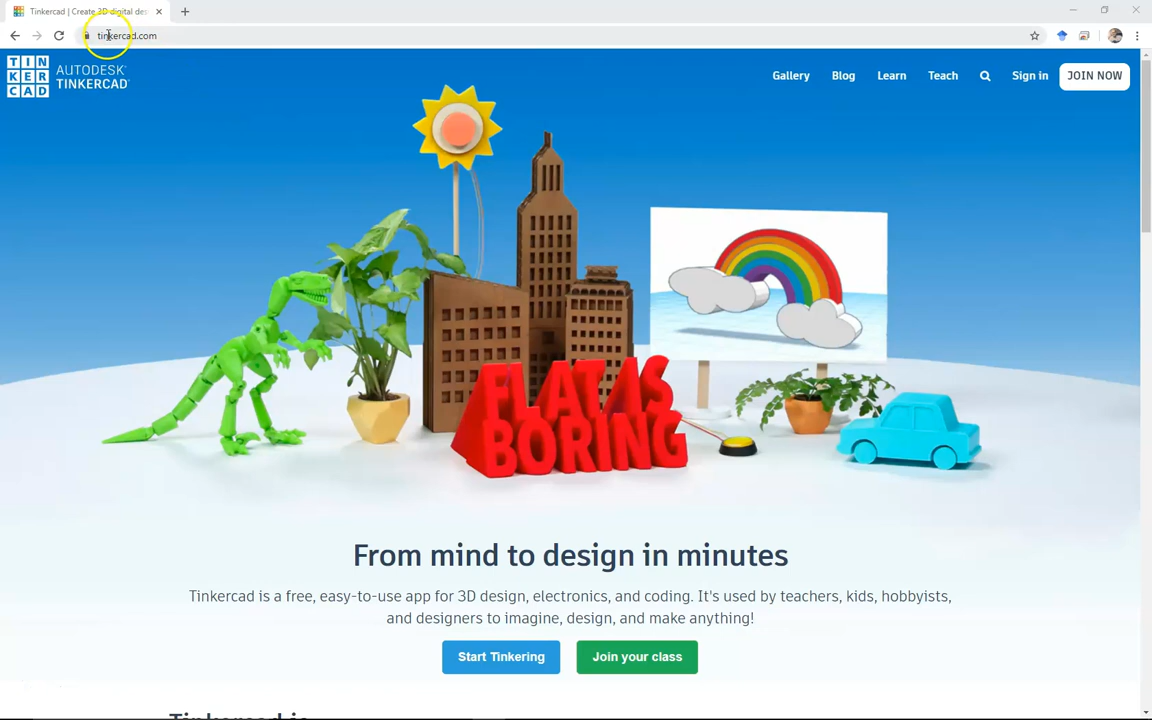 Tinkercad | Create 3D digital des
tinkercad.com
TIN
KER
CAD
AUTODESK
TINKERCAD
Gallery
Blog
Learn
Teach
Sign in
JOIN NOW
FLAT IS
BORING
From mind to design in minutes
Tinkercad is a free, easy-to-use app for 3D design, electronics, and coding. It's used by teachers, kids, hobbyists,
and designers to imagine, design, and make anything!
Start Tinkering
Join your class
Tinkercad is